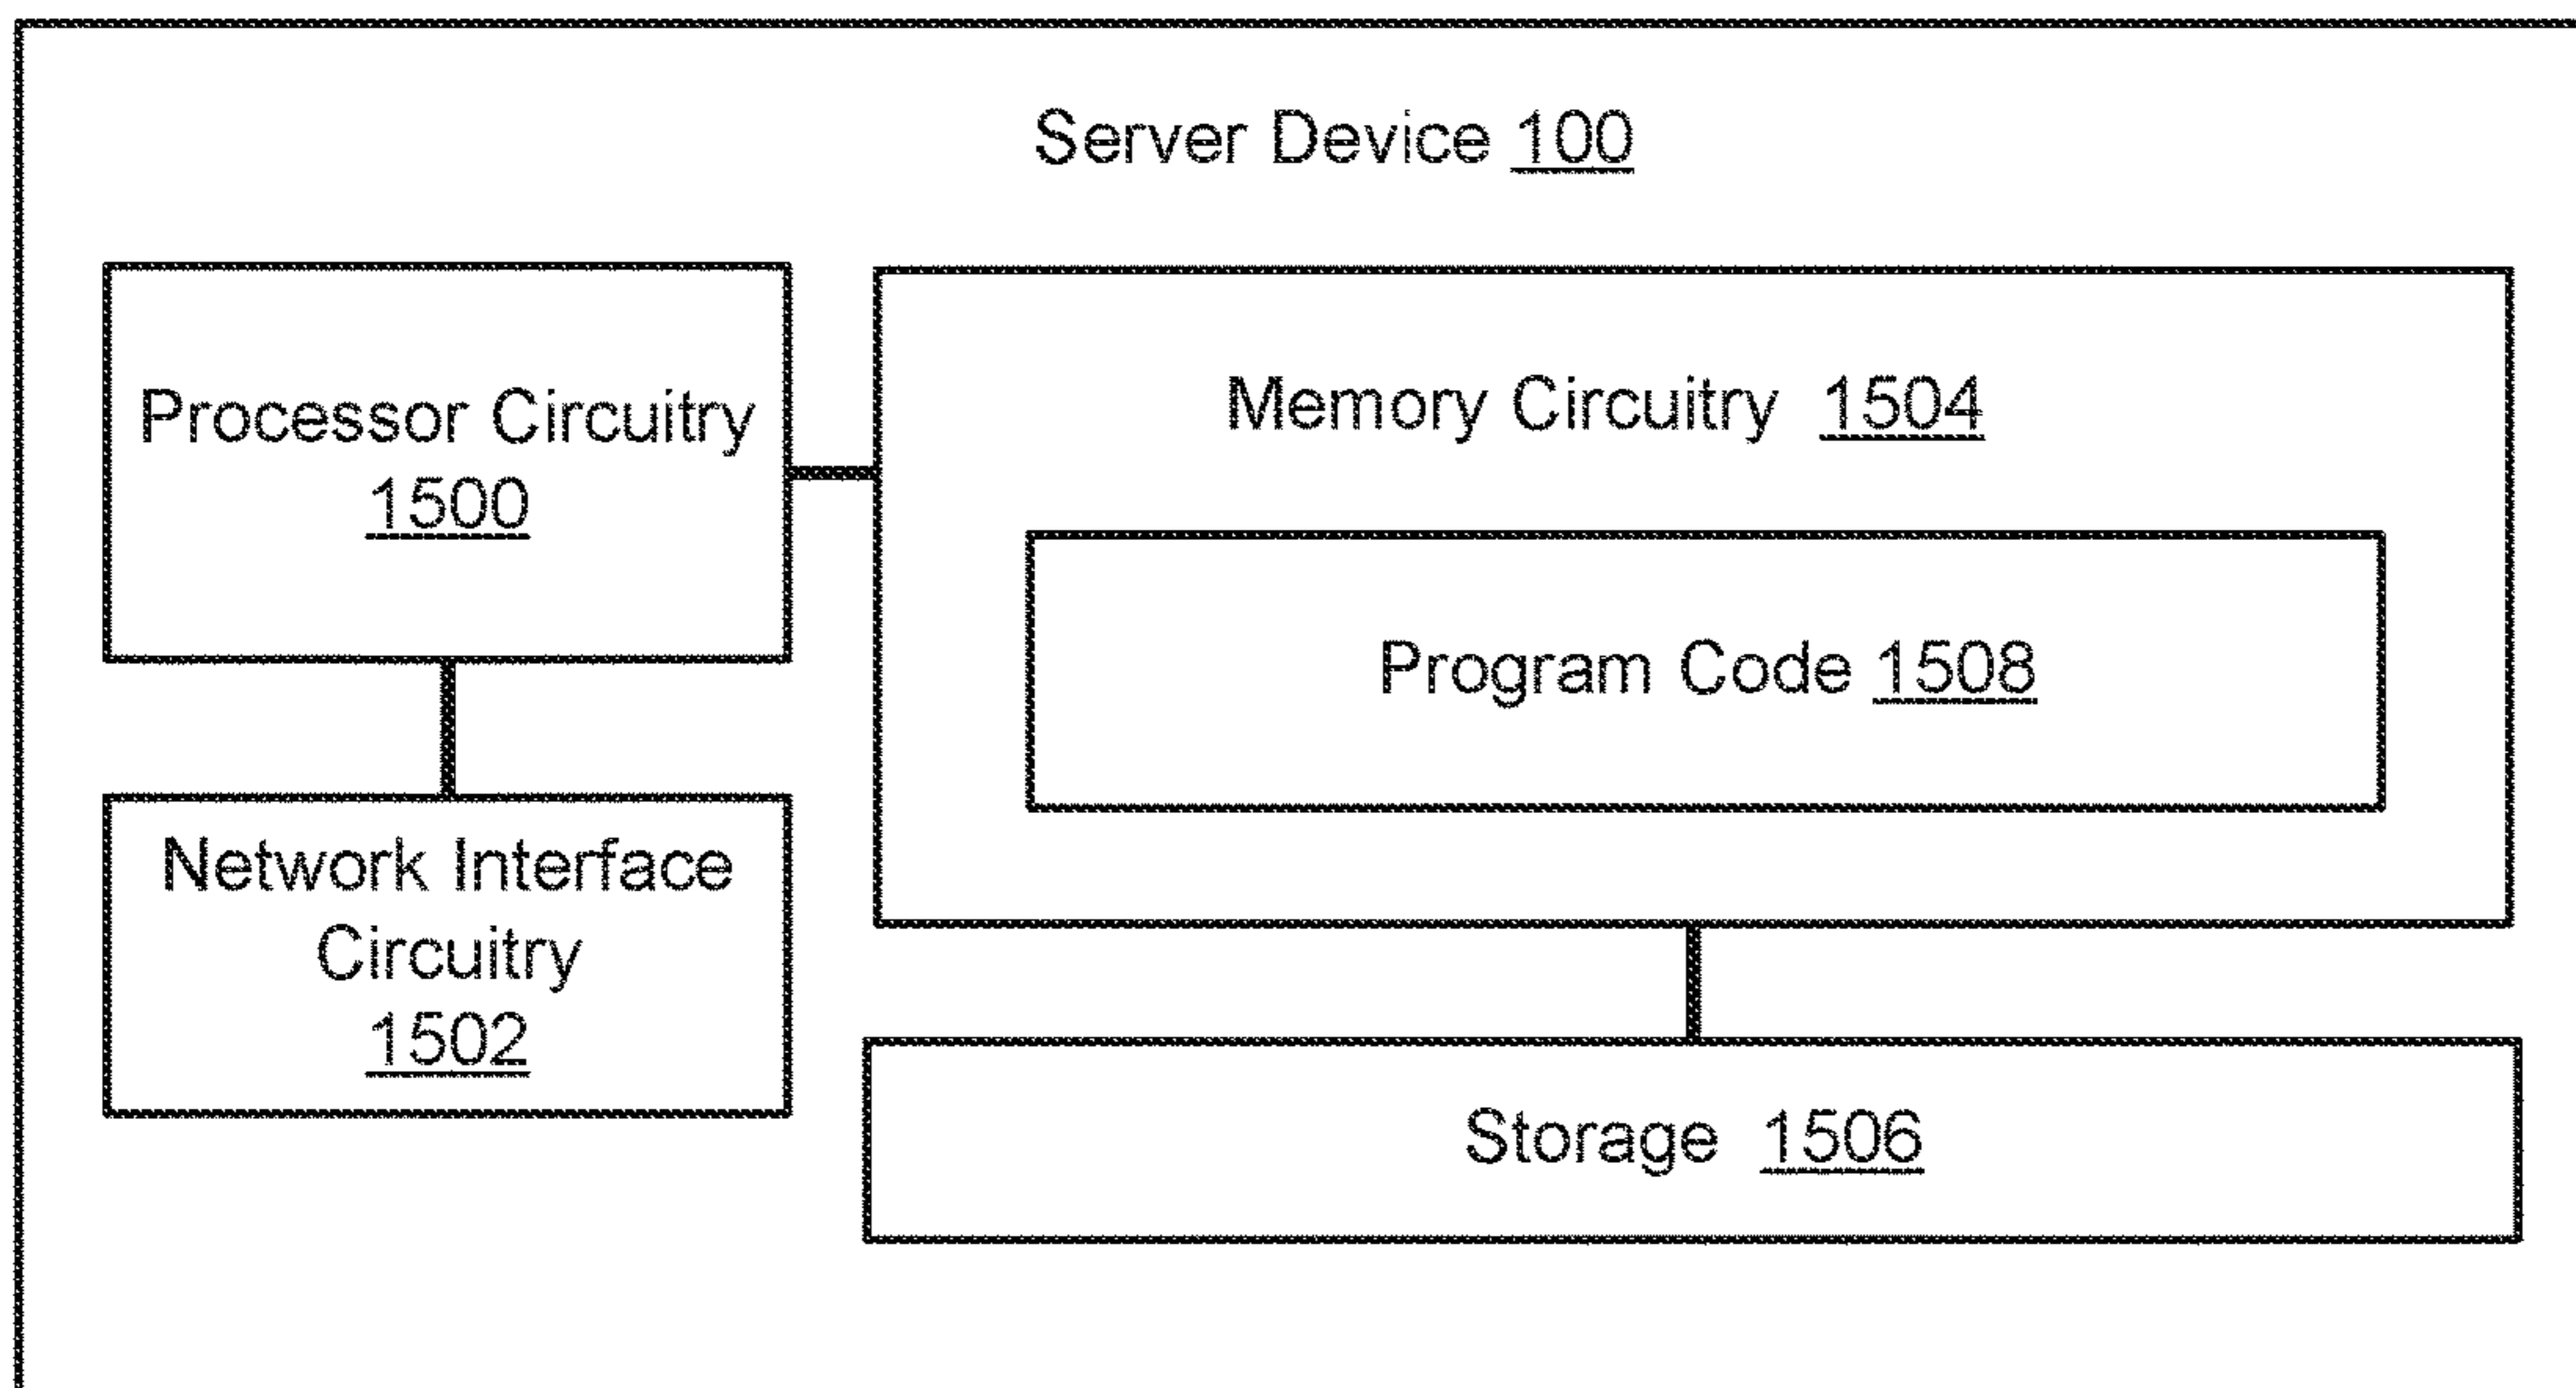 Server Device 100
Processor Circuitry
1500
Memory Circuitry 1504
Program Code 1508
Network Interface
Circuitry
1502
Storage 1506